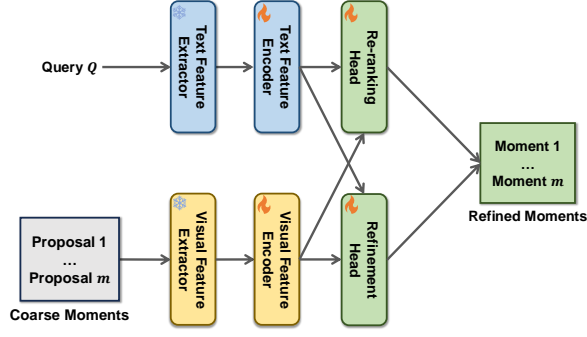 Query Q
Text Feature
Extractor
Text Feature
Encoder
Re-ranking
Head
Proposal 1
...
Proposal m
Coarse Moments
Visual Feature
Extractor
Visual Feature
Encoder
Refinement
Head
Moment 1
...
Moment m
Refined Moments